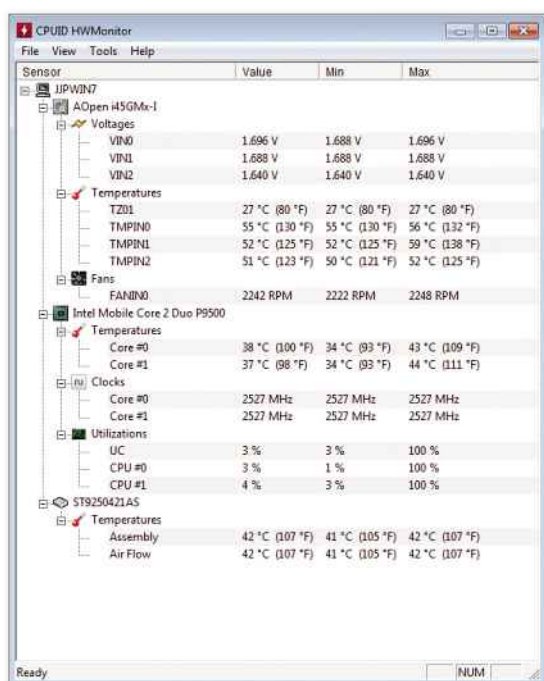 CPUID HWMonitor
File View Tools Help
Sensor Value Min Max
JJPWIN7
AOpen i45GMx-I
Voltages
VIN0 1.696 V 1.688 V 1.696 V
VIN1 1.688 V 1.688 V 1.688 V
VIN2 1.640 V 1.640 V 1.640 V
Temperatures
TZ01 27 °C (80 °F) 27 °C (80 °F) 27 °C (80 °F)
TMPIN0 55 °C (130 °F) 55 °C (130 °F) 56 °C (132 °F)
TMPIN1 52 °C (125 °F) 52 °C (125 °F) 59 °C (138 °F)
TMPIN2 51 °C (123 °F) 50 °C (121 °F) 52 °C (125 °F)
Fans
FANIN0 2242 RPM 2222 RPM 2248 RPM
Intel Mobile Core 2 Duo P9500
Temperatures
Core #0 38 °C (100 °F) 34 °C (93 °F) 43 °C (109 °F)
Core #1 37 °C (98 °F) 34 °C (93 °F) 44 °C (111 °F)
Clocks
Core #0 2527 MHz 2527 MHz 2527 MHz
Core #1 2527 MHz 2527 MHz 2527 MHz
Utilizations
UC 3 % 3 % 100 %
CPU #0 3 % 1 % 100 %
CPU #1 4 % 3 % 100 %
ST9250421AS
Temperatures
Assembly 42 °C (107 °F) 41 °C (105 °F) 42 °C (107 °F)
Air Flow 42 °C (107 °F) 41 °C (105 °F) 42 °C (107 °F)
Ready NUM